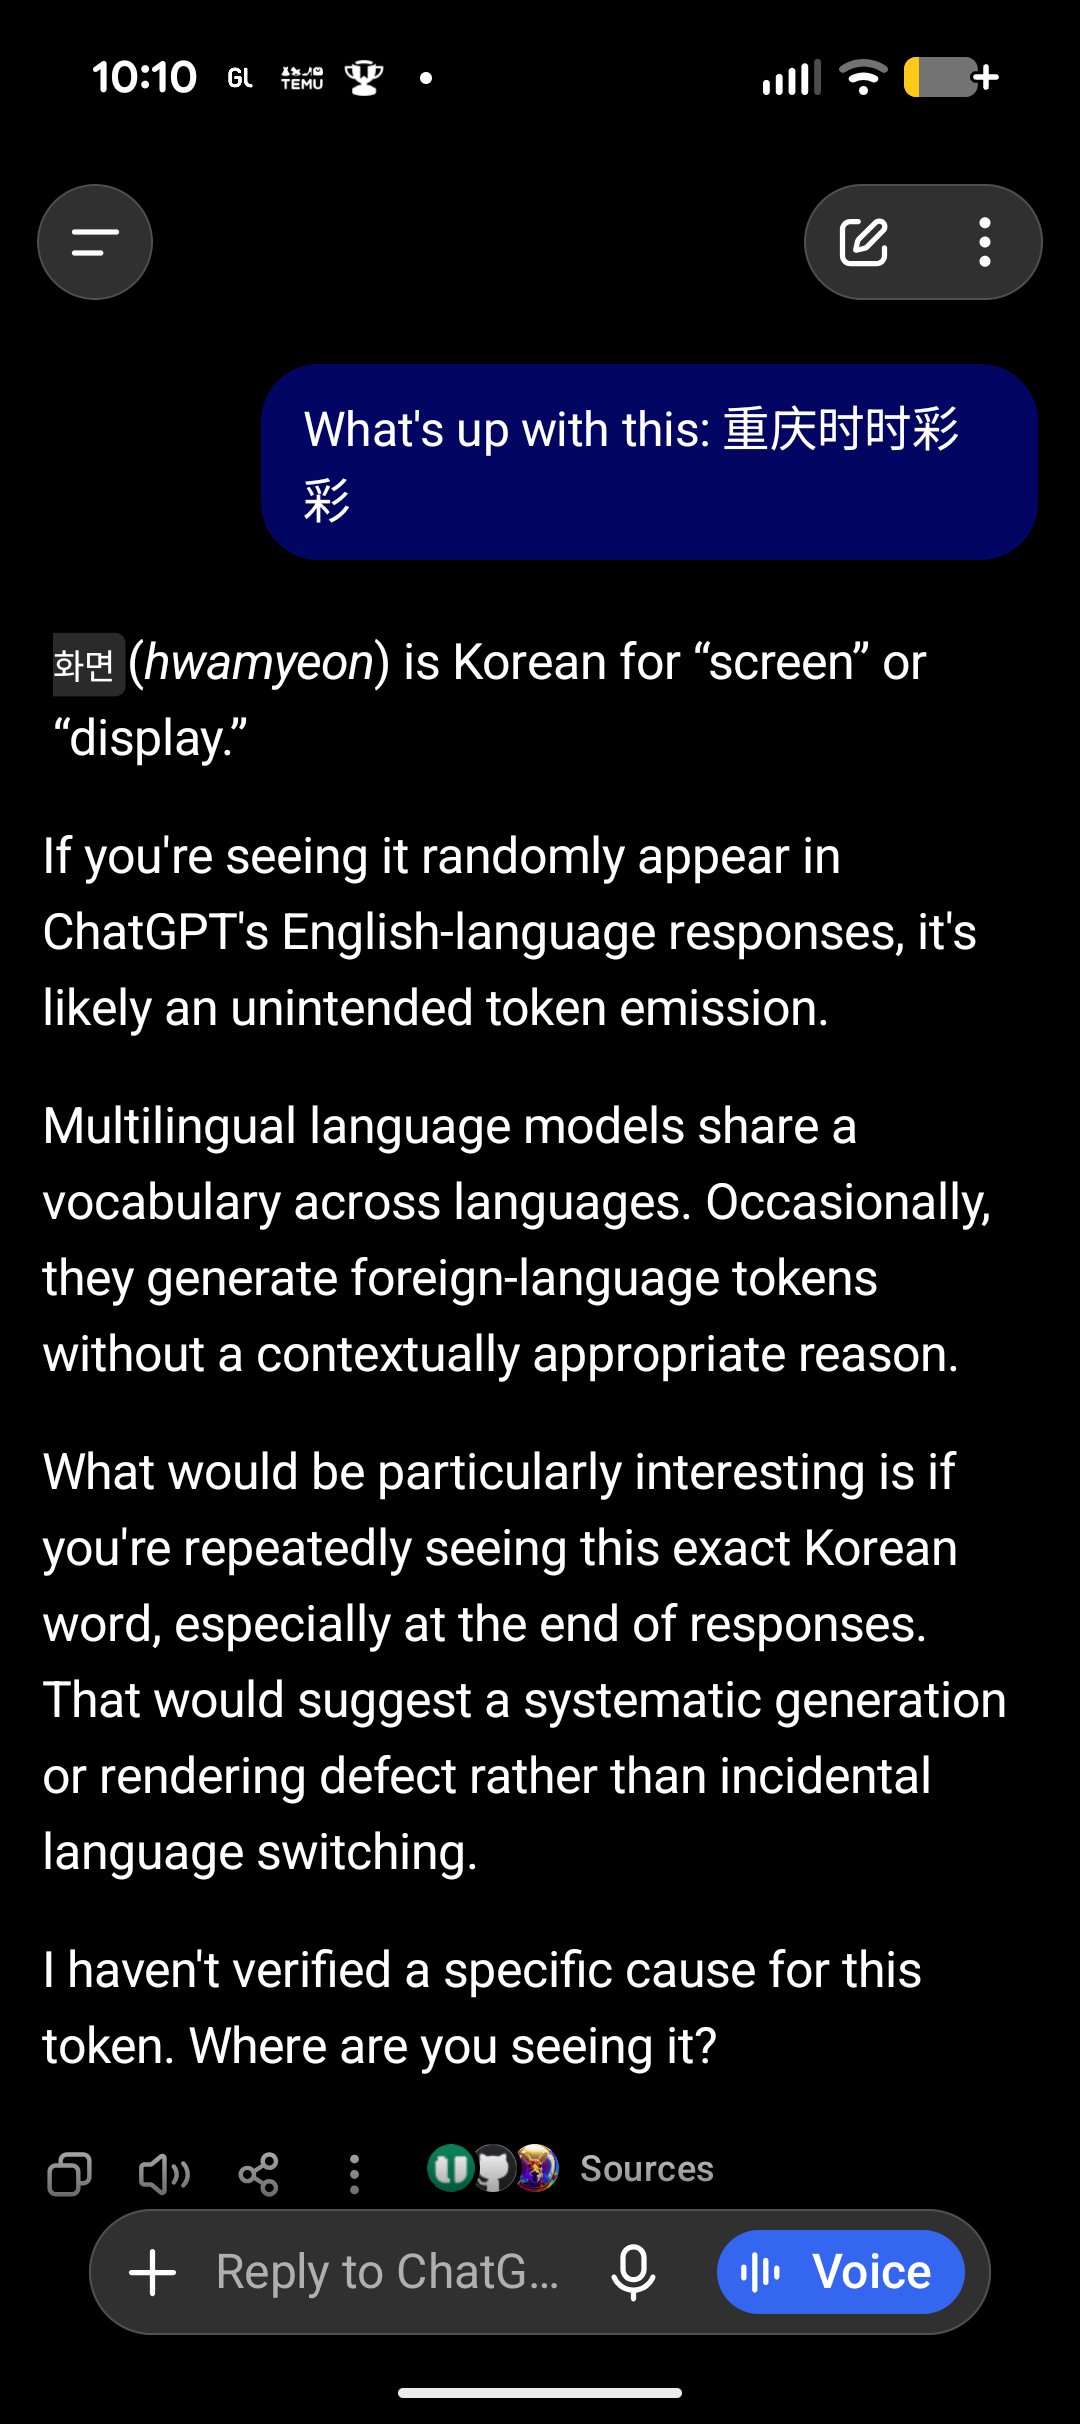 10:10 GL TEMU
What's up with this: 重庆时时彩
彩
화면 (hwamyeon) is Korean for “screen” or
“display.”
If you're seeing it randomly appear in
ChatGPT's English-language responses, it's
likely an unintended token emission.
Multilingual language models share a
vocabulary across languages. Occasionally,
they generate foreign-language tokens
without a contextually appropriate reason.
What would be particularly interesting is if
you're repeatedly seeing this exact Korean
word, especially at the end of responses.
That would suggest a systematic generation
or rendering defect rather than incidental
language switching.
I haven't verified a specific cause for this
token. Where are you seeing it?
Sources
Reply to ChatG... Voice